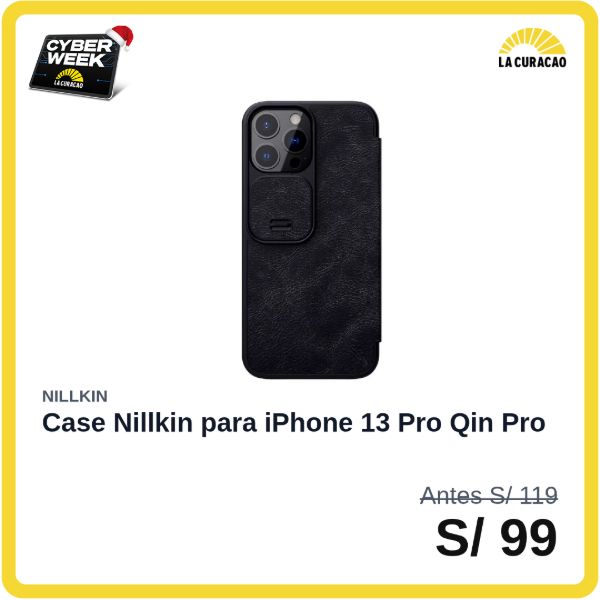 CYBER
WEEK
LA CURACAO
LA CURACAO
NILLKIN
Case Nillkin para iPhone 13 Pro Qin Pro
Antes S/ 119
S/ 99